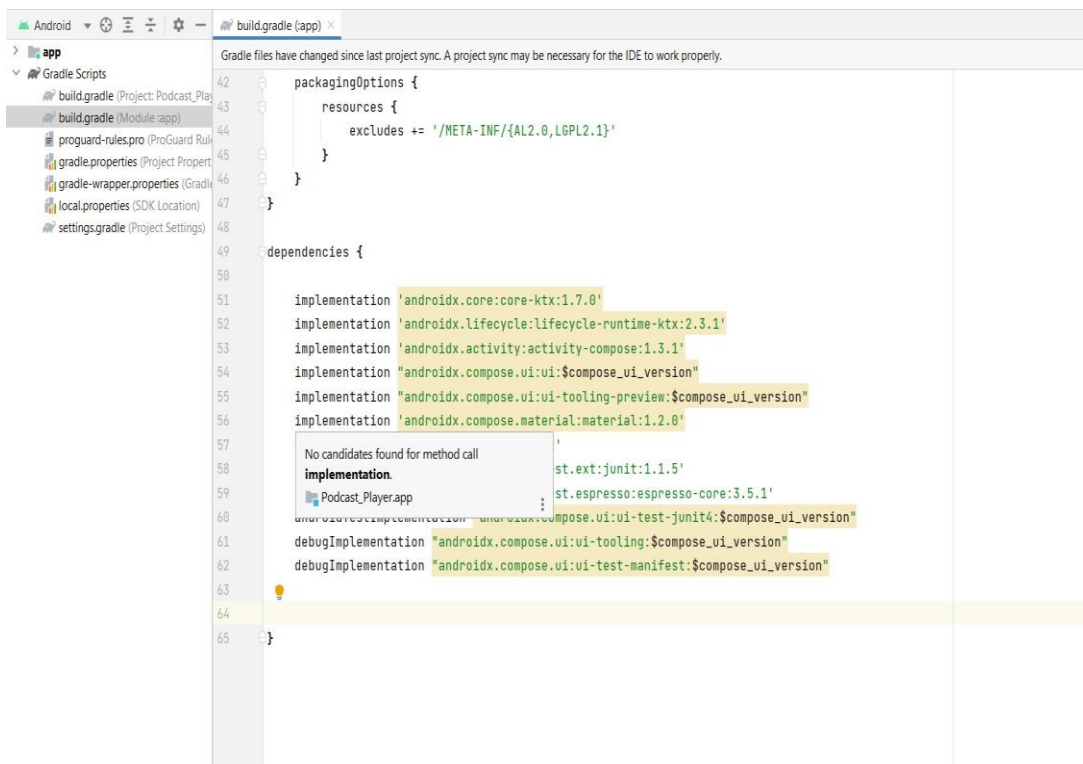 Android
build.gradle (:app)
app
Gradle Scripts
build.gradle (Project: Podcast_Play
build.gradle (Module :app)
proguard-rules.pro (ProGuard Rule
gradle.properties (Project Propert
gradle-wrapper.properties (Gradle
local.properties (SDK Location)
settings.gradle (Project Settings)
Gradle files have changed since last project sync. A project sync may be necessary for the IDE to work properly.
42 packagingOptions {
43 resources {
44 excludes += '/META-INF/{AL2.0,LGPL2.1}'
45 }
46 }
47 }
48
49 dependencies {
50
51 implementation 'androidx.core:core-ktx:1.7.0'
52 implementation 'androidx.lifecycle:lifecycle-runtime-ktx:2.3.1'
53 implementation 'androidx.activity:activity-compose:1.3.1'
54 implementation "androidx.compose.ui:ui:$compose_ui_version"
55 implementation "androidx.compose.ui:ui-tooling-preview:$compose_ui_version"
56 implementation 'androidx.compose.material:material:1.2.0'
57 '
58 st.ext:junit:1.1.5'
59 st.espresso:espresso-core:3.5.1'
No candidates found for method call
implementation.
Podcast_Player.app
60 androidTestImplementation "androidx.compose.ui:ui-test-junit4:$compose_ui_version"
61 debugImplementation "androidx.compose.ui:ui-tooling:$compose_ui_version"
62 debugImplementation "androidx.compose.ui:ui-test-manifest:$compose_ui_version"
63
64
65 }